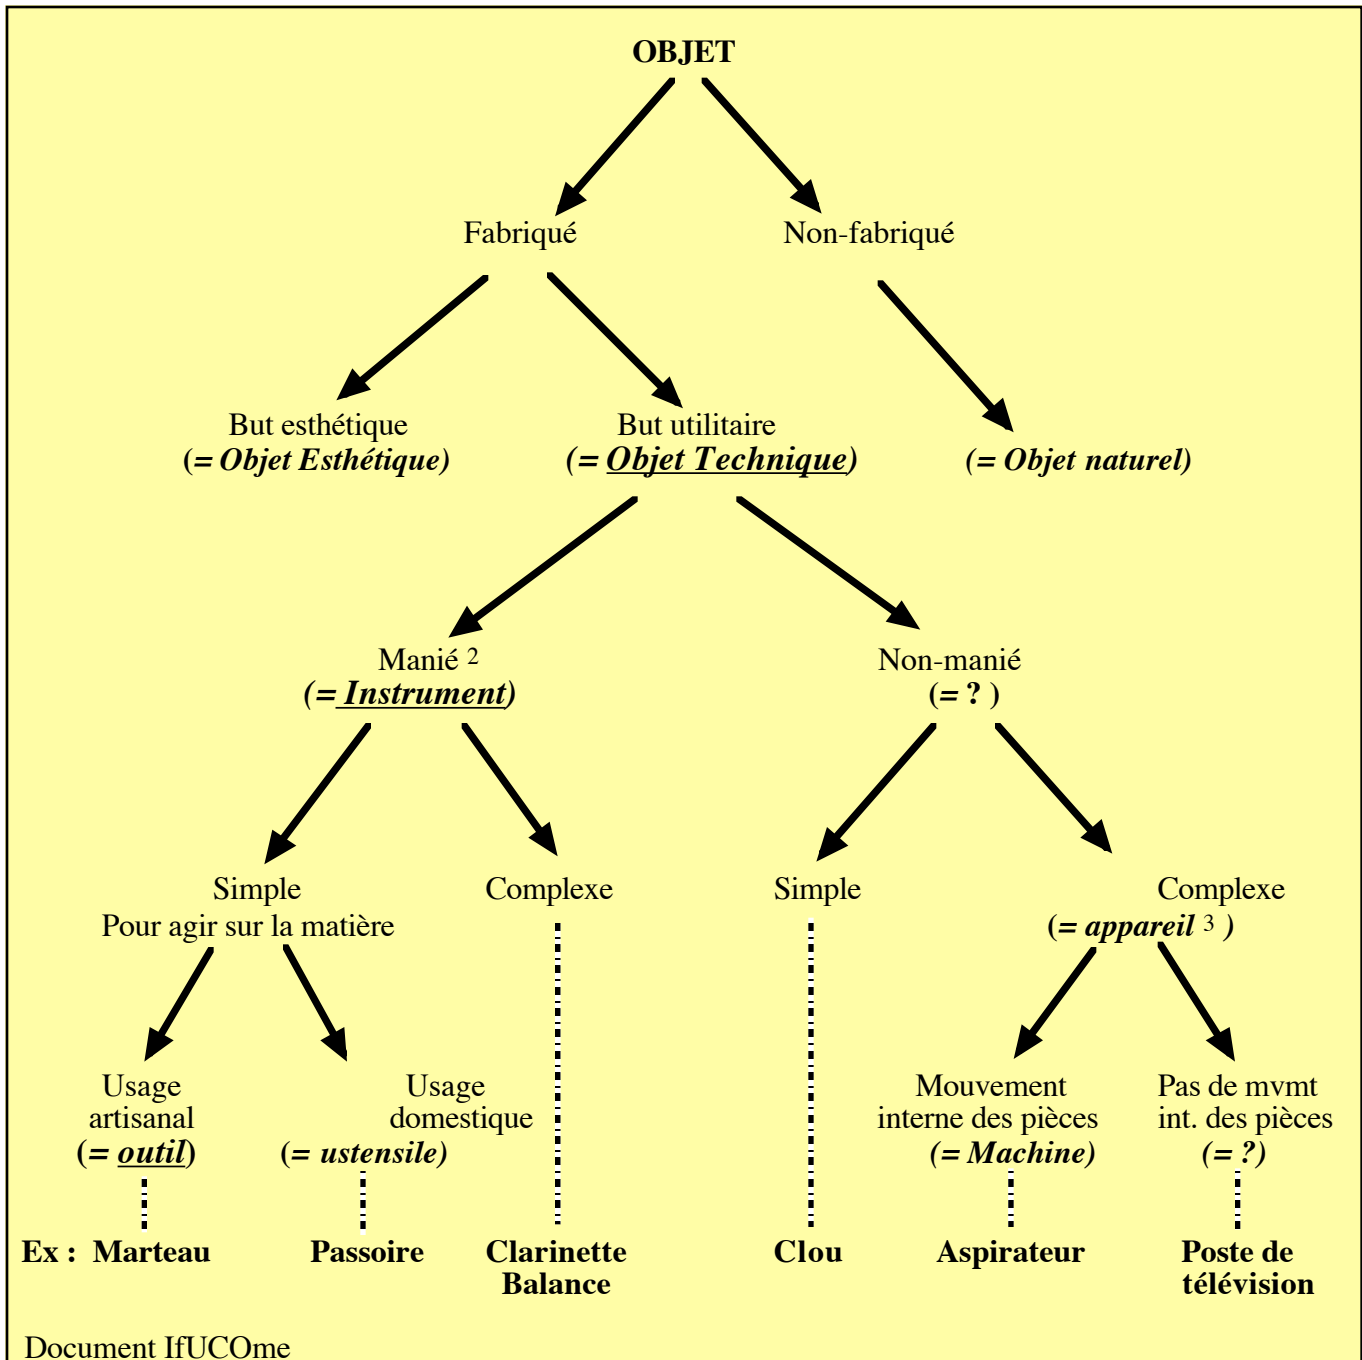 OBJET
Fabriqué
Non-fabriqué
But esthétique
(= Objet Esthétique)
But utilitaire
(= Objet Technique)
(= Objet naturel)
Manié 2
(= Instrument)
Non-manié
(= ? )
Simple
Pour agir sur la matière
Complexe
Simple
Complexe
(= appareil 3 )
Usage
artisanal
(= outil)
Usage
domestique
(= ustensile)
Mouvement
interne des pièces
(= Machine)
Pas de mvmt
int. des pièces
(= ?)
Ex : Marteau
Passoire
Clarinette
Balance
Clou
Aspirateur
Poste de
télévision
Document IfUCOme